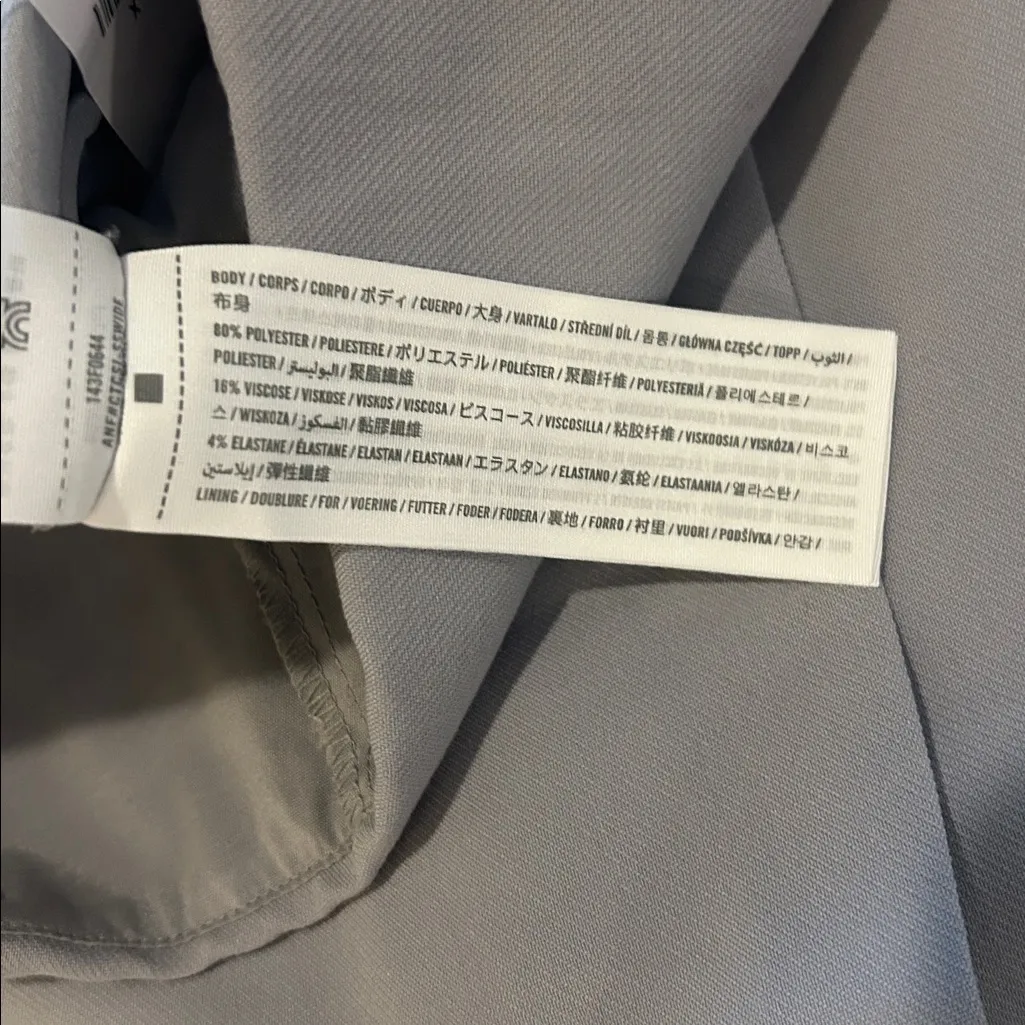 BODY / CORPS / CORPO / ボディ / CUERPO / 大身 / VARTALO / STŘEDNÍ DÍL / 몸통 / GŁÓWNA CZĘŚĆ / TOPP / الثوب /
布身
80% POLYESTER / POLIESTERE / ポリエステル / POLIÉSTER / 聚酯纤维 / POLYESTERIÄ / 폴리에스테르 /
POLIESTER / البوليستر / 聚脂纖維
16% VISCOSE / VISKOSE / VISKOS / VISCOSA / ビスコース / VISCOSILLA / 粘胶纤维 / VISKOOSIA / VISKÓZA / 비스코
스 / WISKOZA / الفسكوز / 黏膠纖維
4% ELASTANE / ÉLASTANE / ELASTAN / ELASTAAN / エラスタン / ELASTANO / 氨纶 / ELASTAANIA / 엘라스탄 /
إيلاستين / 彈性纖維
LINING / DOUBLURE / FOR / VOERING / FUTTER / FODER / FODERA / 裏地 / FORRO / 衬里 / VUORI / PODŠÍVKA / 안감 /
143F0644